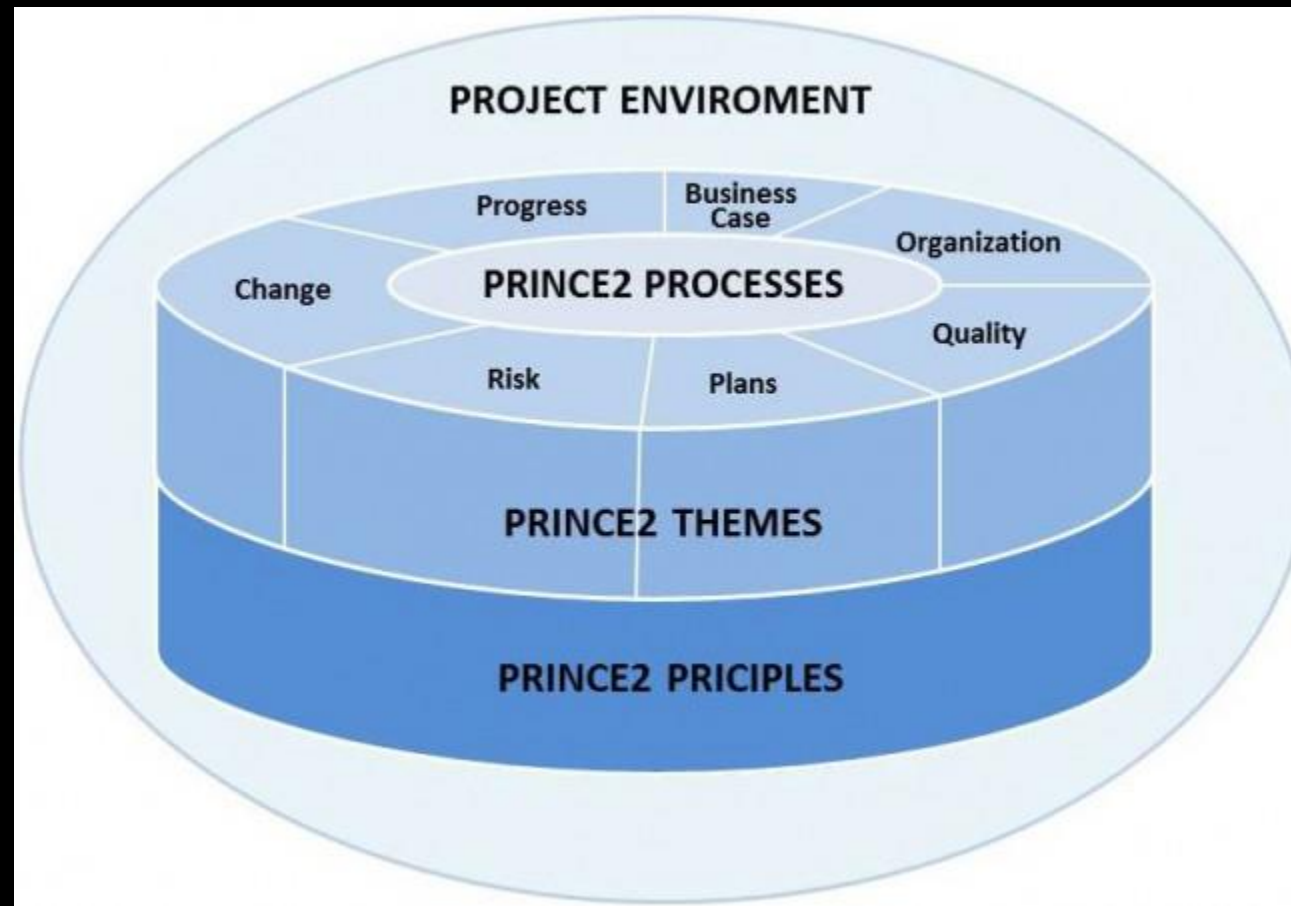 PROJECT ENVIROMENT
Progress
Business
Case
Organization
Change
PRINCE2 PROCESSES
Quality
Risk
Plans
PRINCE2 THEMES
PRINCE2 PRICIPLES